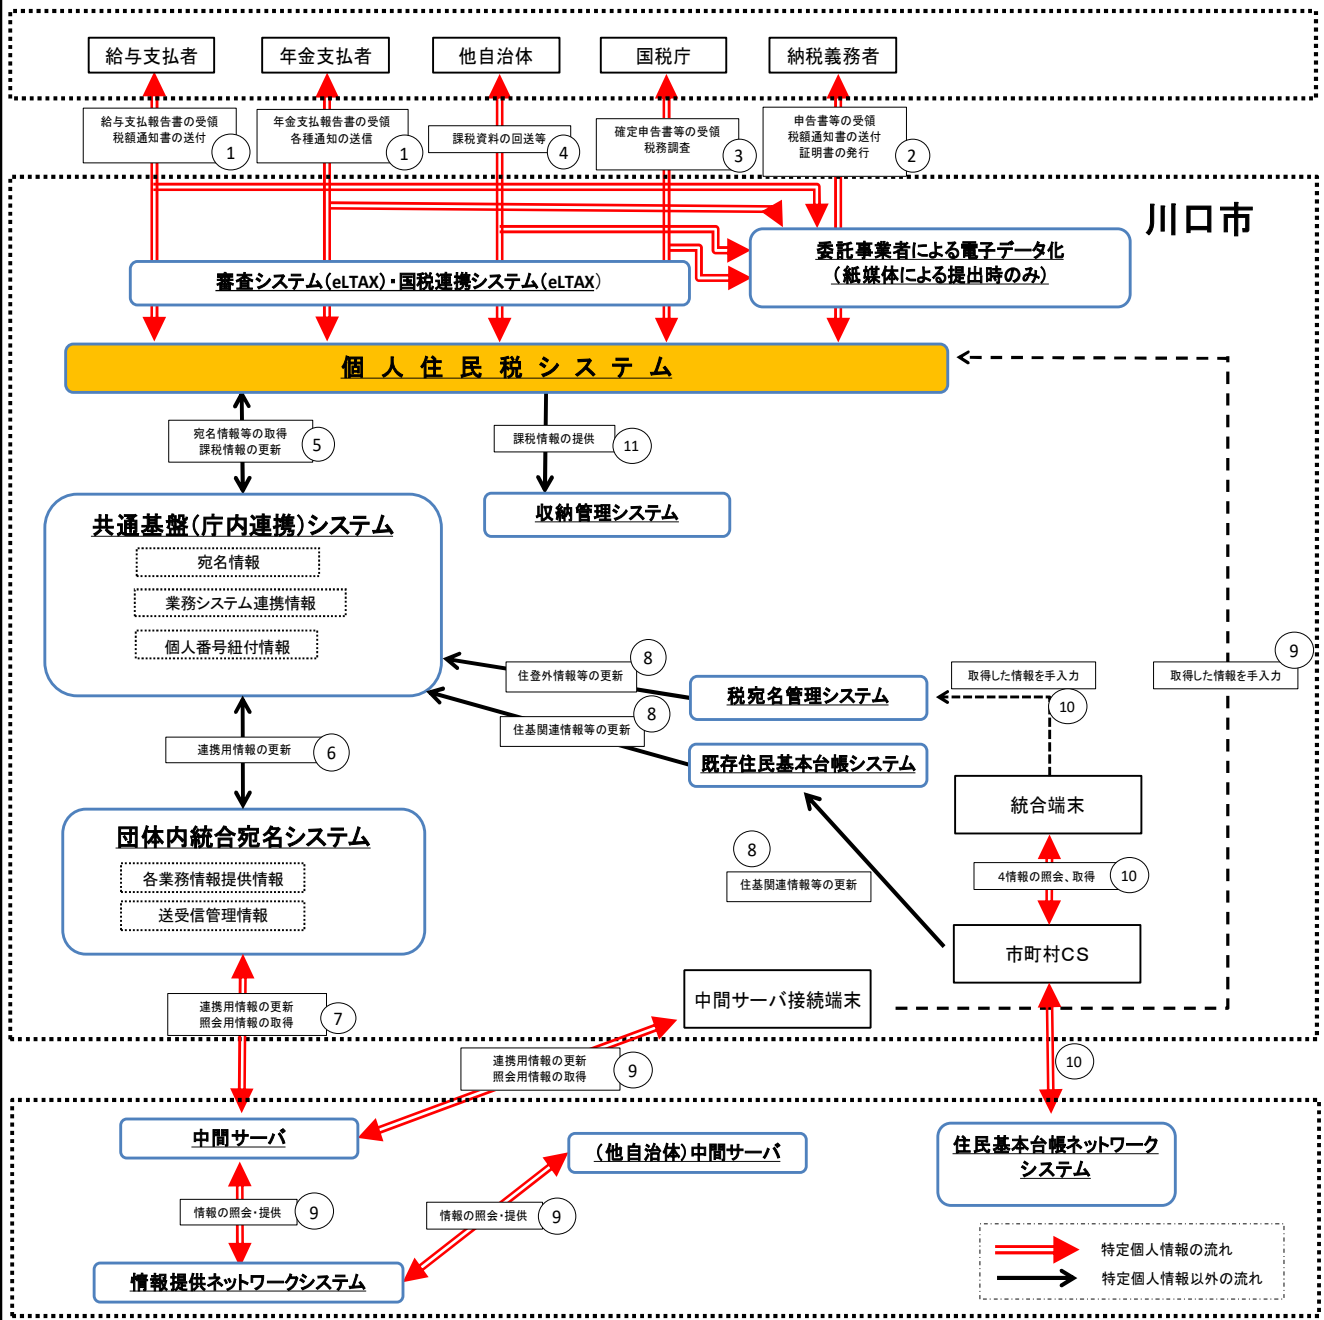 給与支払者
年金支払者
他自治体
国税庁
納税義務者
給与支払報告書の受領
税額通知書の送付
1
年金支払報告書の受領
各種通知の送信
1
課税資料の回送等
4
確定申告書等の受領
税務調査
3
申告書等の受領
税額通知書の送付
証明書の発行
2
川口市
委託事業者による電子データ化
(紙媒体による提出時のみ)
審査システム(eLTAX)・国税連携システム(eLTAX)
個人住民税システム
宛名情報等の取得
課税情報の更新
5
課税情報の提供
11
収納管理システム
共通基盤(庁内連携)システム
宛名情報
業務システム連携情報
個人番号紐付情報
住登外情報等の更新
8
住基関連情報等の更新
8
税宛名管理システム
既存住民基本台帳システム
取得した情報を手入力
10
取得した情報を手入力
9
連携用情報の更新
6
統合端末
団体内統合宛名システム
各業務情報提供情報
送受信管理情報
8
住基関連情報等の更新
4情報の照会、取得
10
市町村CS
連携用情報の更新
照会用情報の取得
7
中間サーバ接続端末
連携用情報の更新
照会用情報の取得
9
10
中間サーバ
(他自治体)中間サーバ
住民基本台帳ネットワーク
システム
情報の照会・提供
9
情報の照会・提供
9
情報提供ネットワークシステム
特定個人情報の流れ
特定個人情報以外の流れ